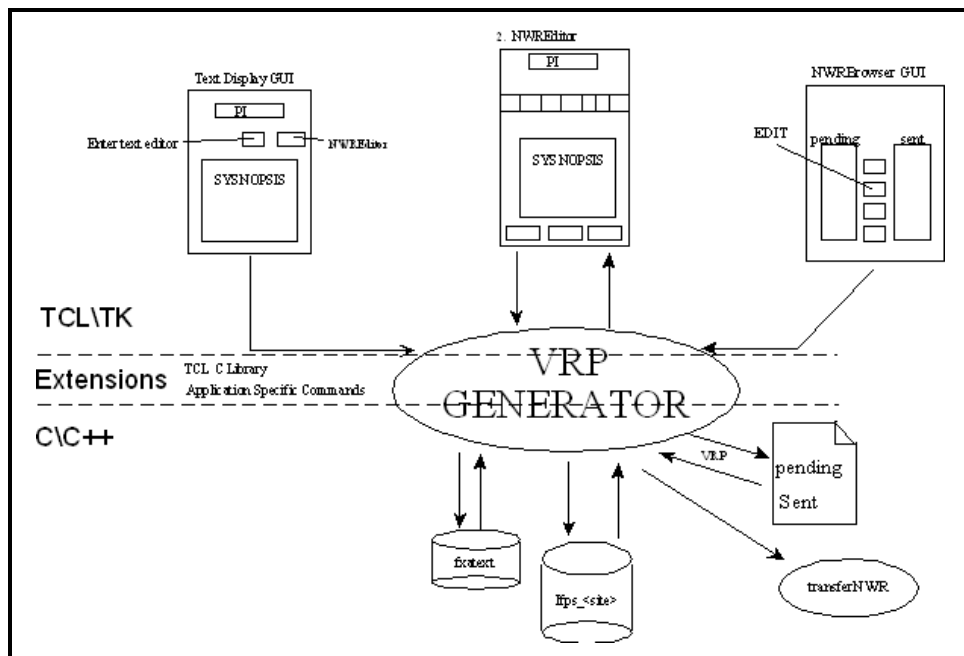 2. NWREditor
PI
SYSNOPSIS
Text Display GUI
PI
Enter text editor
NWREditor
SYSNOPSIS
NWRBrowser GUI
EDIT
pending
sent
TCL\TK
Extensions
TCL C Library
Application Specific Commands
C\C++
VRP
GENERATOR
VRP
pending
Sent
fxatext
Ifps_<site>
transferNWR